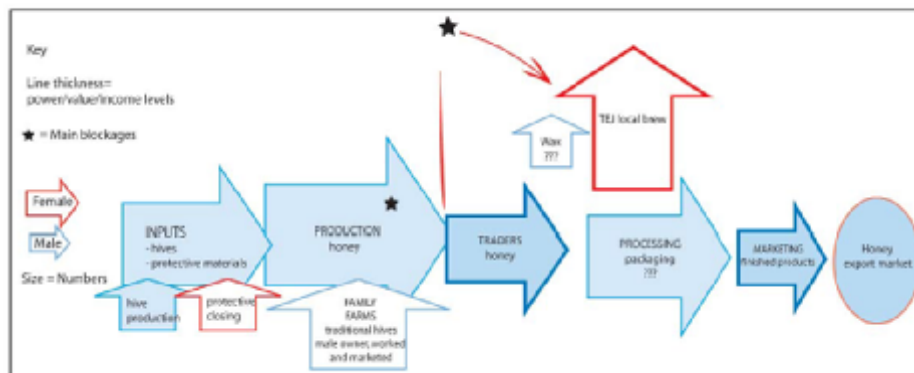 Key
Line thickness=
power/value/income levels
★ = Main blockages
Female
Male
Size = Numbers
INPUTS
- hives
- protective materials
hive
production
protective
closing
PRODUCTION
honey
FAMILY
FARMS
traditional hives
male owner, worked
and marketed
TRADERS
honey
Wax
???
TEJ local brew
PROCESSING
packaging
???
MARKETING
finished products
Honey
export market